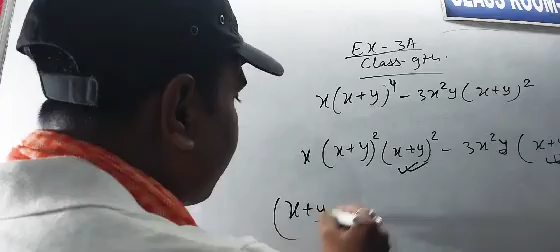 CLASS ROOM-
EX - 3A
Class - 9th.
x(x+y)⁴ - 3x²y(x+y)²
x (x+y)² (x+y)² - 3x²y (x+y
(x+y